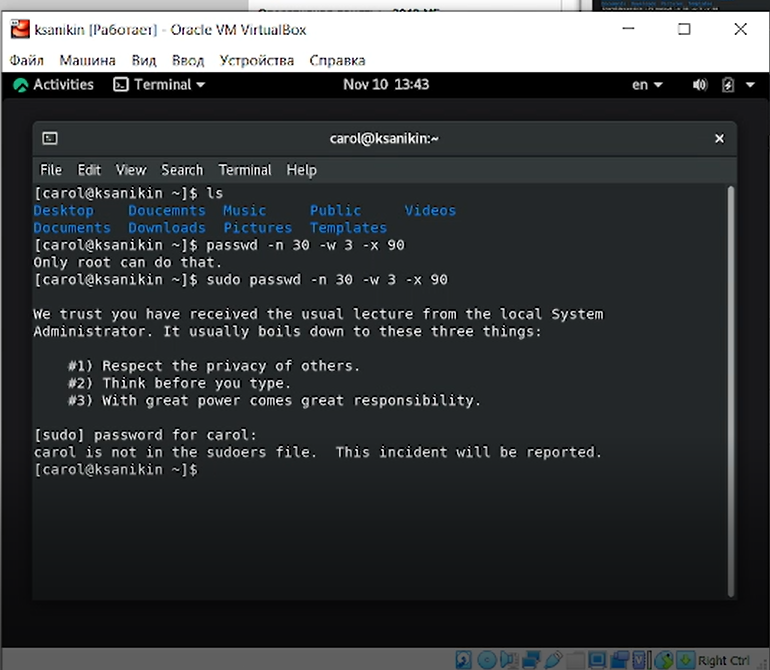 ksanikin [Работает] - Oracle VM VirtualBox
Файл Машина Вид Ввод Устройства Справка
Activities Terminal Nov 10 13:43 en
carol@ksanikin:~
File Edit View Search Terminal Help
[carol@ksanikin ~]$ ls
Desktop Doucemnts Music Public Videos
Documents Downloads Pictures Templates
[carol@ksanikin ~]$ passwd -n 30 -w 3 -x 90
Only root can do that.
[carol@ksanikin ~]$ sudo passwd -n 30 -w 3 -x 90
We trust you have received the usual lecture from the local System
Administrator. It usually boils down to these three things:
#1) Respect the privacy of others.
#2) Think before you type.
#3) With great power comes great responsibility.
[sudo] password for carol:
carol is not in the sudoers file.  This incident will be reported.
[carol@ksanikin ~]$
Right Ctrl